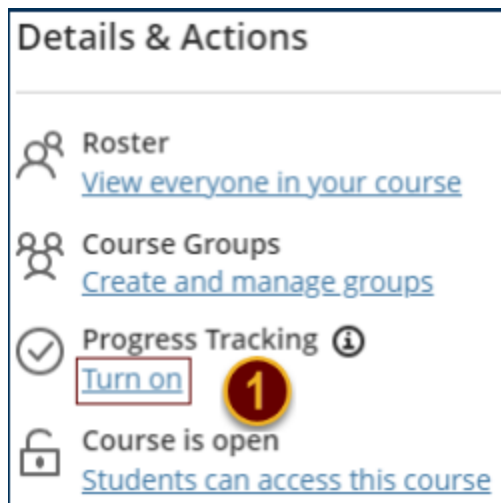 Details & Actions
Roster
View everyone in your course
Course Groups
Create and manage groups
Progress Tracking
Turn on
1
Course is open
Students can access this course